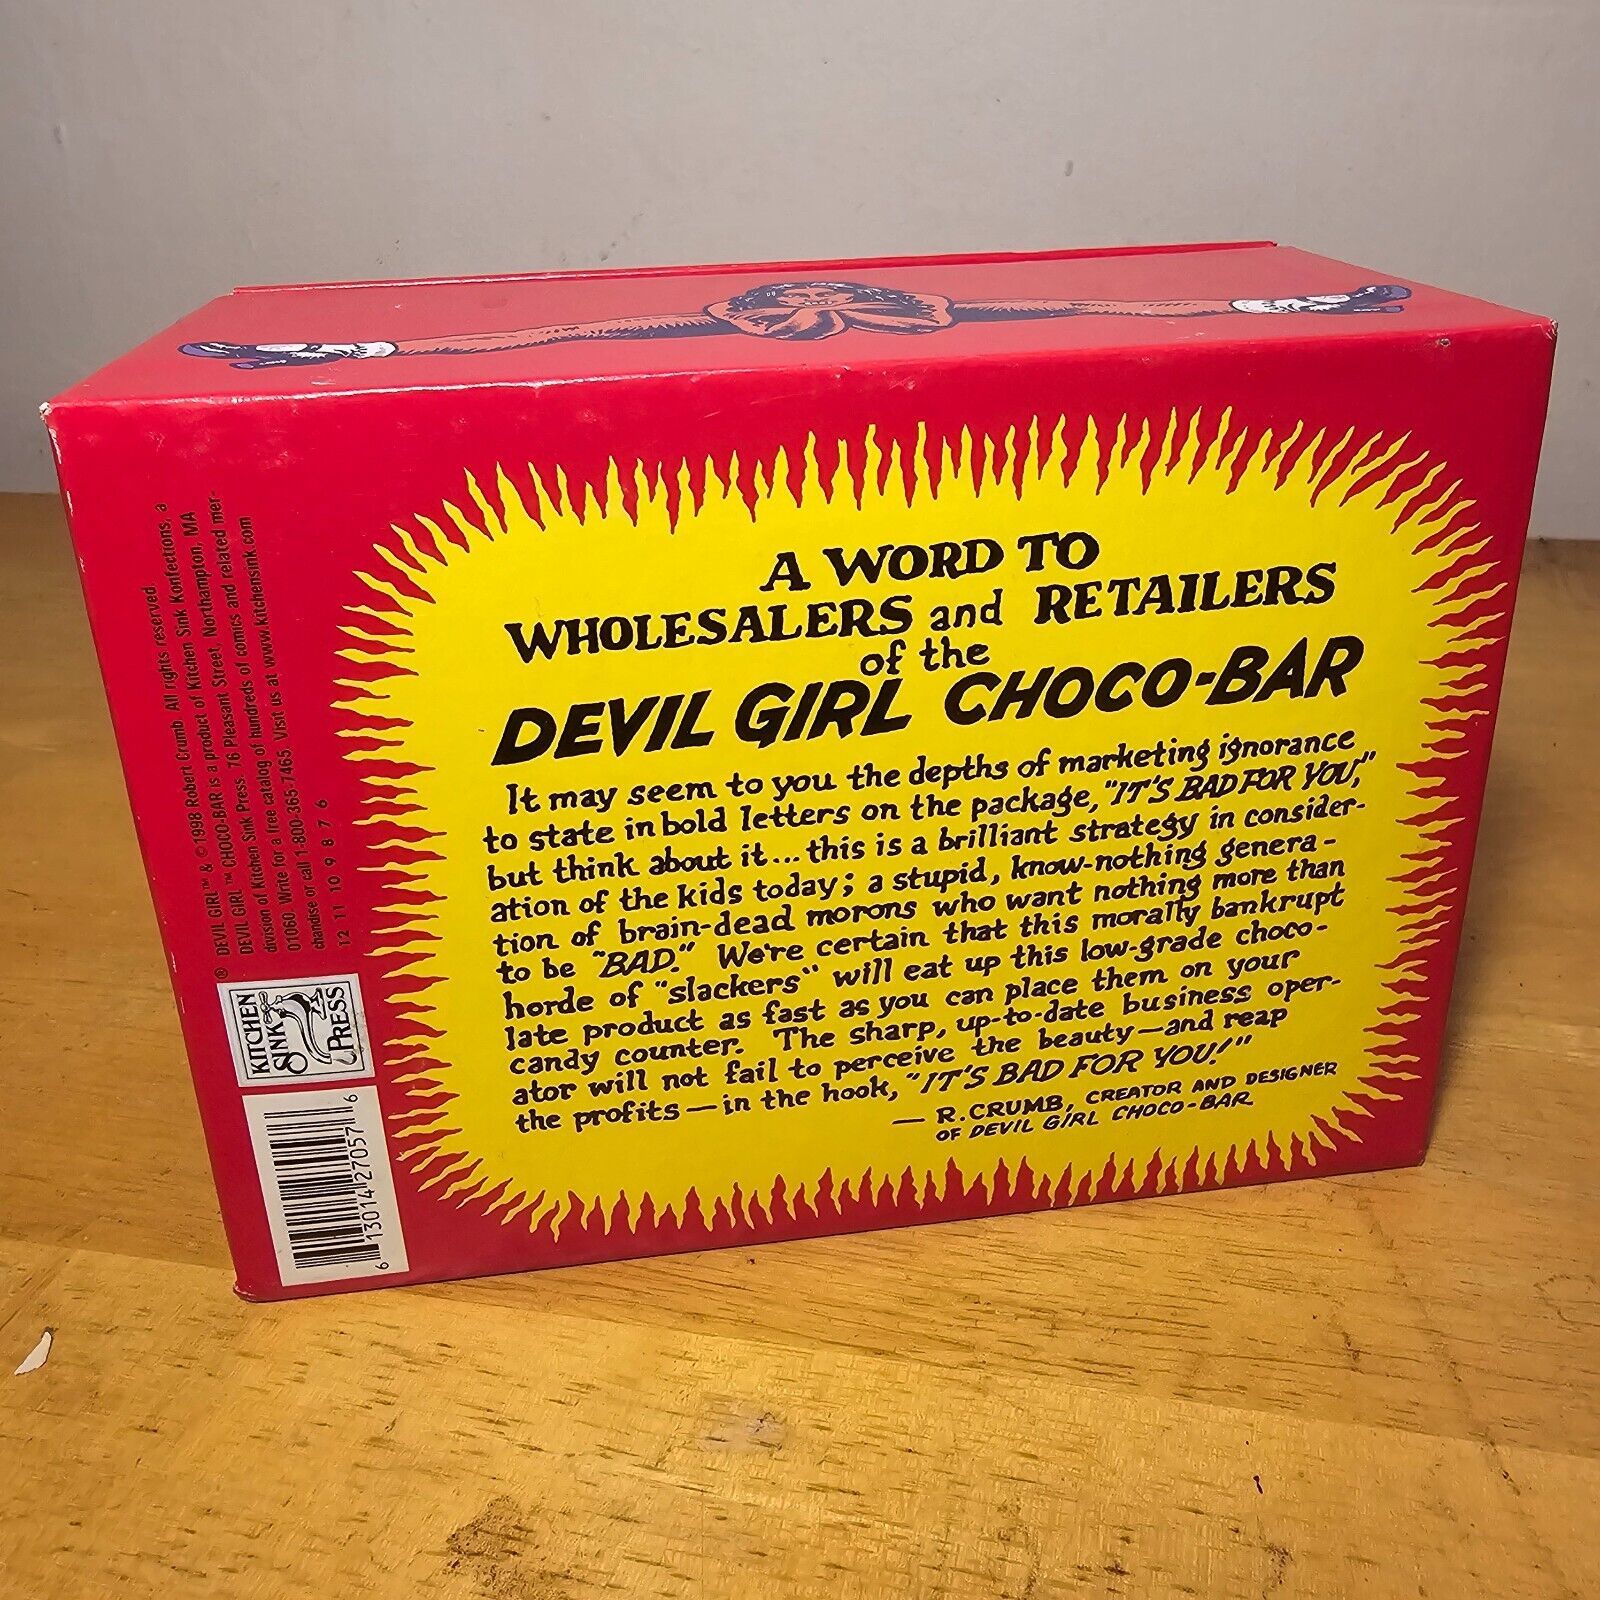 A WORD TO
WHOLESALERS and RETAILERS
of the
DEVIL GIRL CHOCO-BAR
It may seem to you the depths of marketing ignorance
to state in bold letters on the package, "IT'S BAD FOR YOU,"
but think about it... this is a brilliant strategy in consider-
ation of the kids today; a stupid, know-nothing genera-
tion of brain-dead morons who want nothing more than
to be "BAD." We're certain that this morally bankrupt
horde of "slackers" will eat up this low-grade choco-
late product as fast as you can place them on your
candy counter. The sharp, up-to-date business oper-
ator will not fail to perceive the beauty—and reap
the profits—in the hook, "IT'S BAD FOR YOU!"
— R. CRUMB, CREATOR AND DESIGNER
OF DEVIL GIRL CHOCO-BAR
DEVIL GIRL™ & ©1998 Robert Crumb. All rights reserved
DEVIL GIRL™ CHOCO-BAR is a product of Kitchen Sink Konfections, a
division of Kitchen Sink Press. 76 Pleasant Street, Northampton, MA
01060. Write for a free catalog of hundreds of comics and related mer-
chandise or call 1-800-365-7465. Visit us at www.kitchensink.com
12 11 10 9 8 7 6
®
KITCHEN
SINK
PRESS
6 13014 27057 6